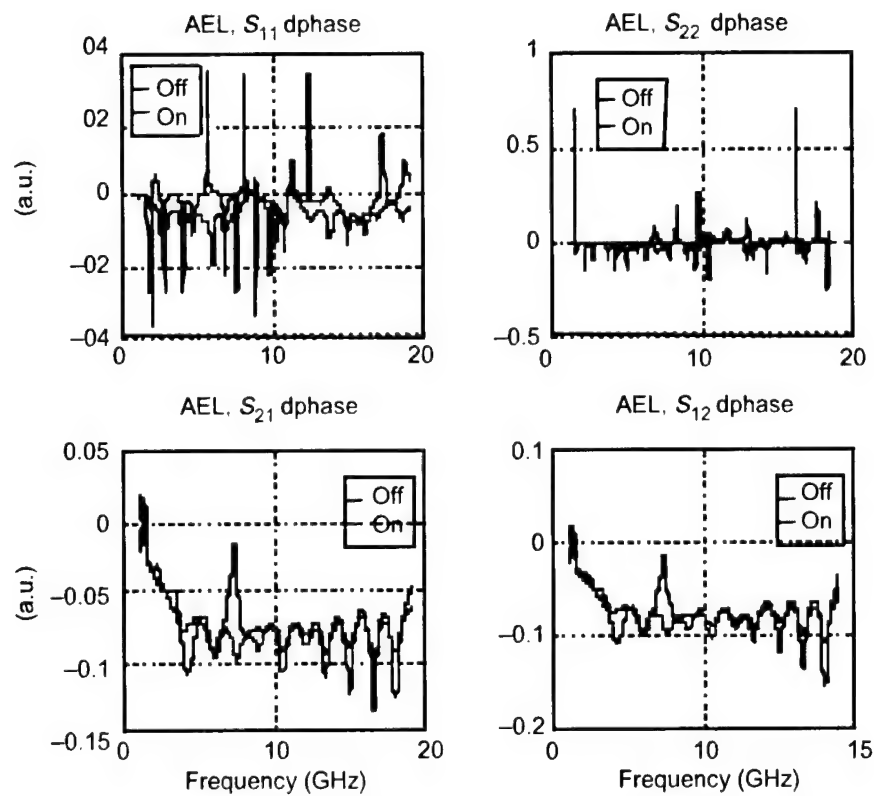 AEL, S11 dphase
04
02
0
–02
–04
(a.u.)
Off
On
0
10
20
AEL, S22 dphase
1
0.5
0
–0.5
Off
On
0
10
20
AEL, S21 dphase
0.05
0
–0.05
–0.1
–0.15
(a.u.)
Off
On
0
10
20
Frequency (GHz)
AEL, S12 dphase
0.1
0
–0.1
–0.2
Off
On
0
10
15
Frequency (GHz)